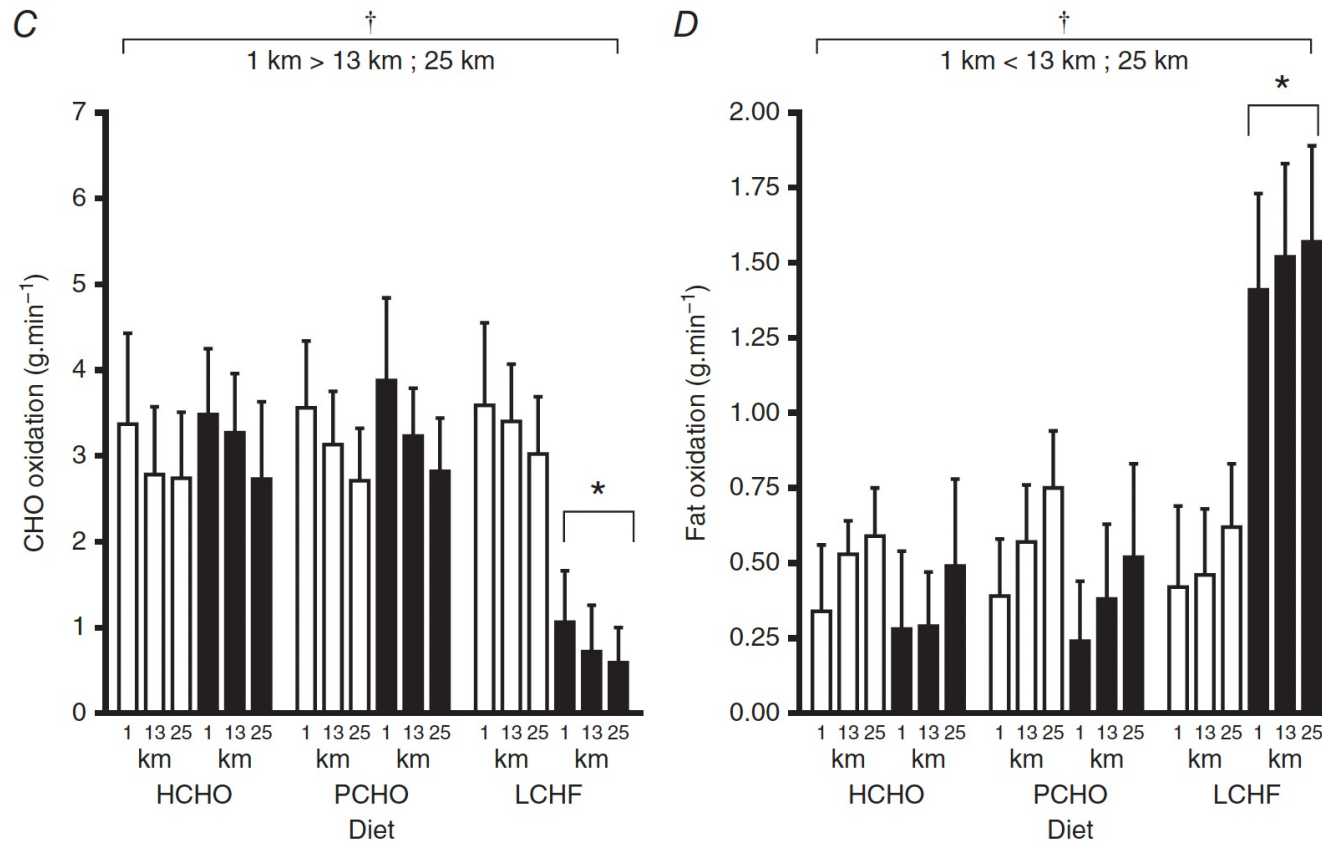 C
†
1 km > 13 km ; 25 km
CHO oxidation (g.min−1)
7
6
5
4
3
2
1
0
*
1 13 25 1 13 25 1 13 25 1 13 25 1 13 25 1 13 25
km km km km km km
HCHO PCHO LCHF
Diet
D
†
1 km < 13 km ; 25 km
Fat oxidation (g.min−1)
*
2.00
1.75
1.50
1.25
1.00
0.75
0.50
0.25
0.00
1 13 25 1 13 25 1 13 25 1 13 25 1 13 25 1 13 25
km km km km km km
HCHO PCHO LCHF
Diet